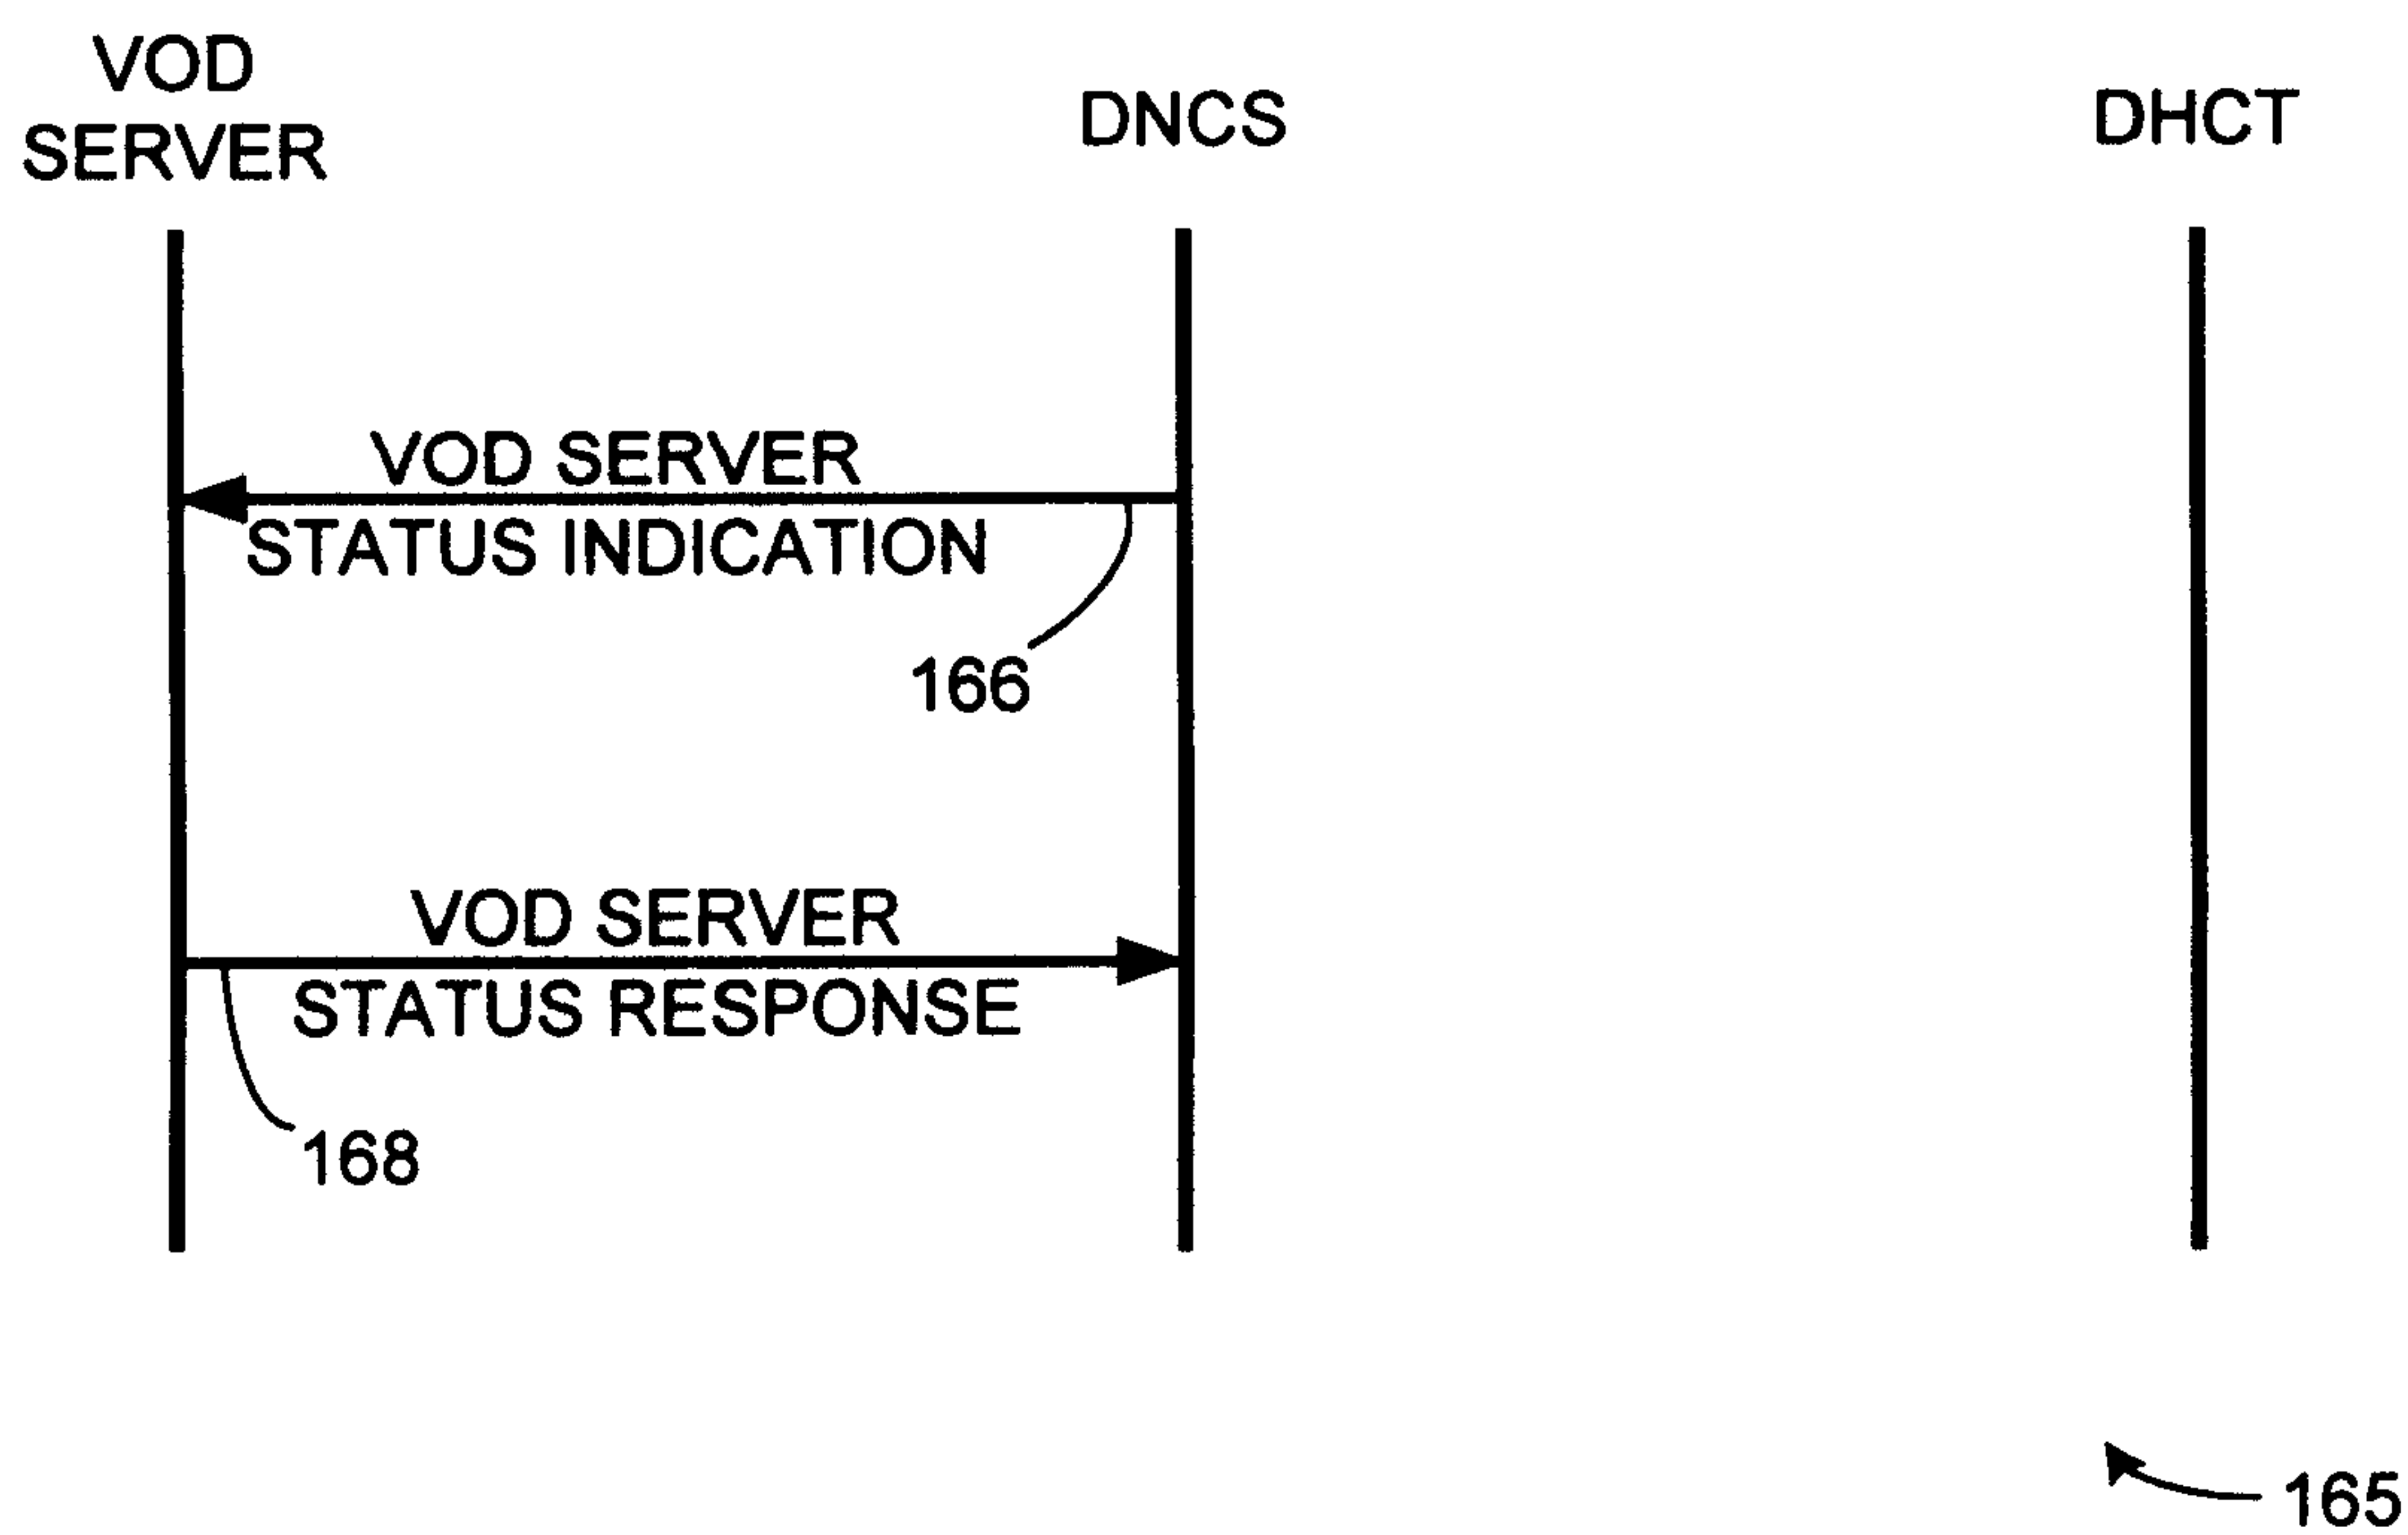 VOD
SERVER
DNCS
DHCT
VOD SERVER
STATUS INDICATION
166
VOD SERVER
STATUS RESPONSE
168
165